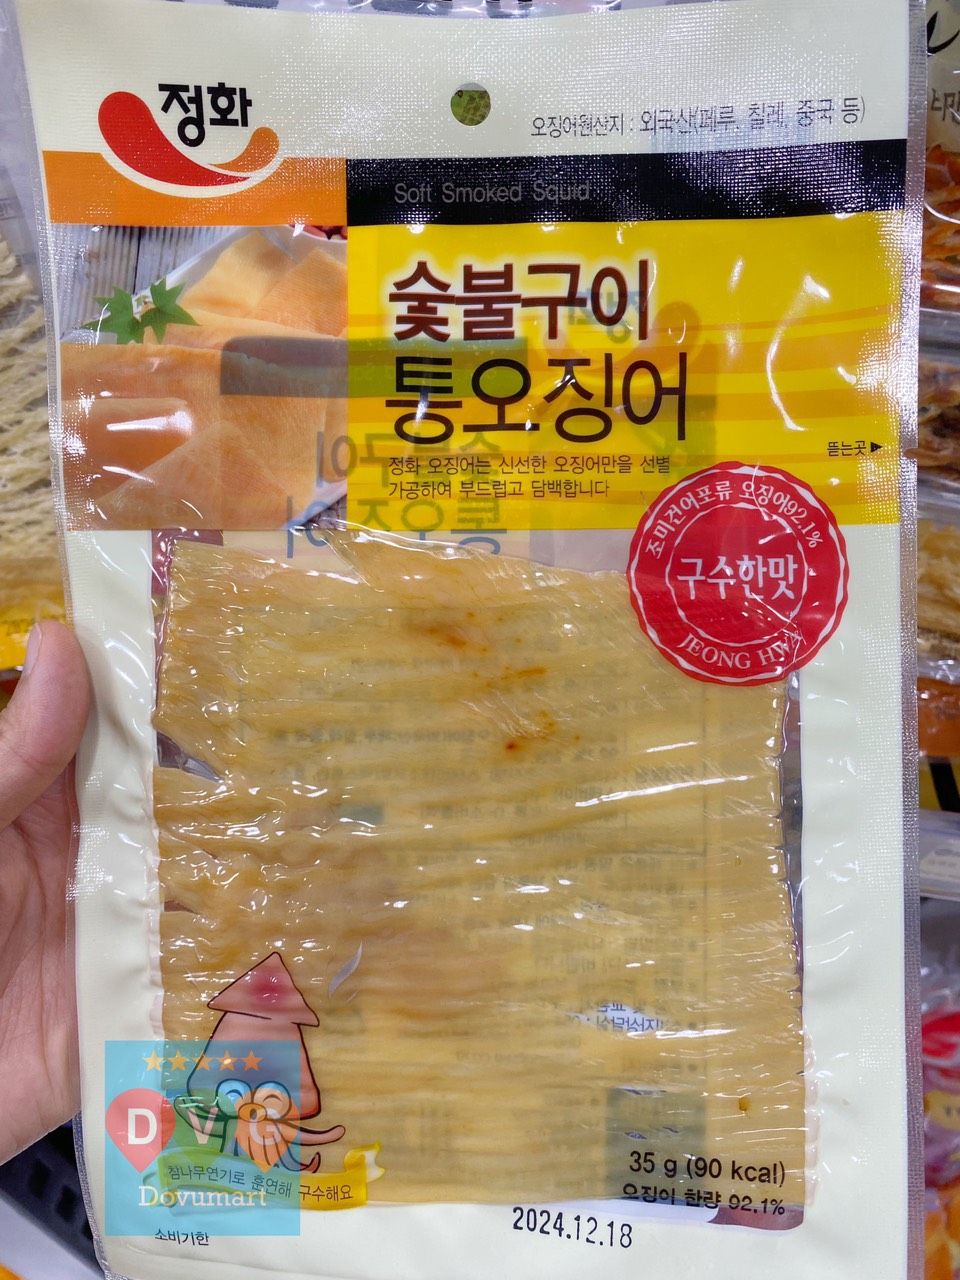 정화
오징어원산지 : 외국산(페루, 칠레, 중국 등)
Soft Smoked Squid
숯불구이
통오징어
정화 오징어는 신선한 오징어만을 선별
가공하여 부드럽고 담백합니다
뜯는곳▶
조미건어포류 오징어92.1%
구수한맛
JEONG HWA
참나무연기로 훈연해 구수해요
35 g (90 kcal)
오징어 함량 92.1%
소비기한
2024.12.18
DVG
Dovumart